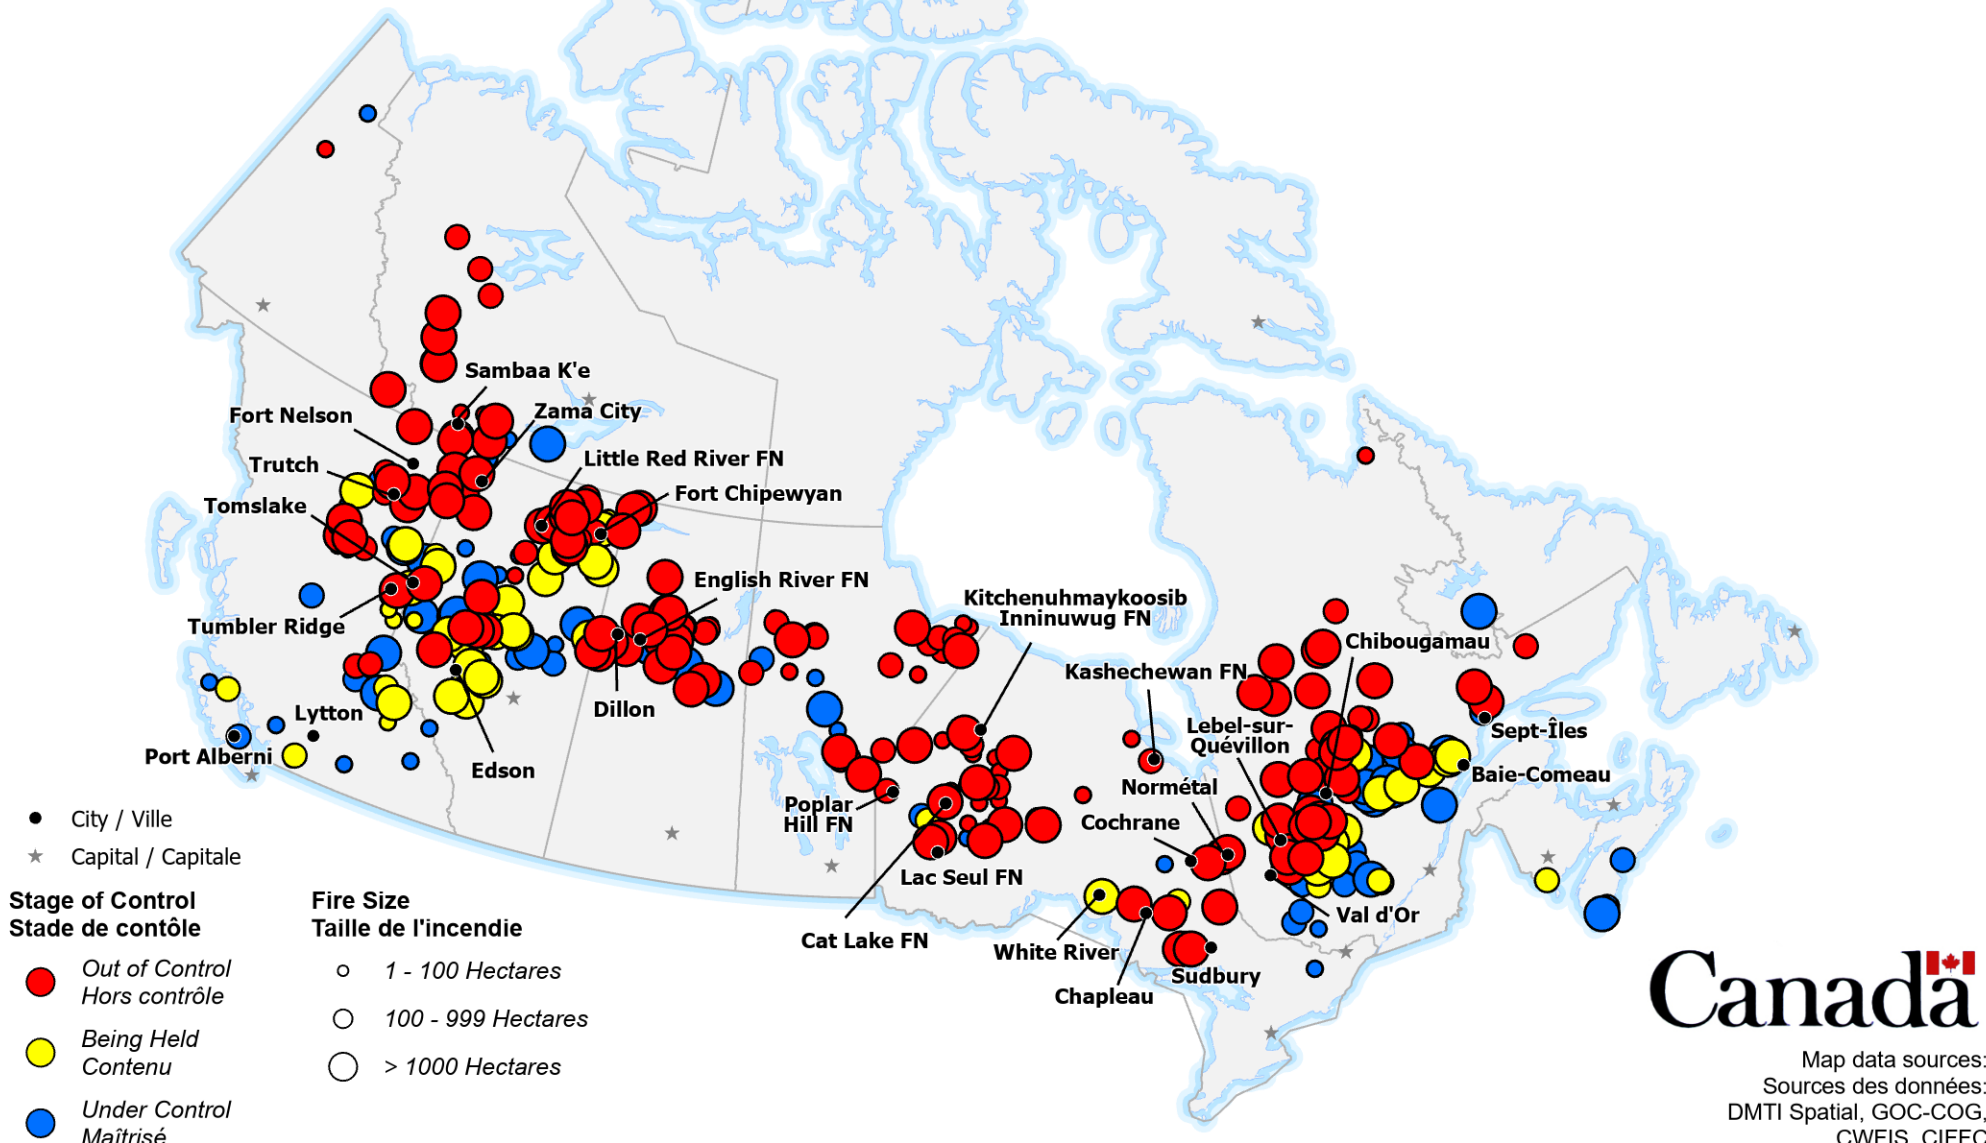 Sambaa K'e
Fort Nelson
Zama City
Trutch
Little Red River FN
Tomslake
Fort Chipewyan
English River FN
Kitchenuhmaykoosib
Inninuwug FN
Tumbler Ridge
Chibougamau
Kashechewan FN
Dillon
Lytton
Lebel-sur-
Quévillon
Sept-Îles
Port Alberni
Edson
Baie-Comeau
Normétal
Poplar
Hill FN
Cochrane
Lac Seul FN
Val d'Or
Cat Lake FN
White River
Sudbury
Chapleau
City / Ville
Capital / Capitale
Stage of Control
Stade de contôle
Out of Control
Hors contrôle
Being Held
Contenu
Under Control
Maîtrisé
Fire Size
Taille de l'incendie
1 - 100 Hectares
100 - 999 Hectares
> 1000 Hectares
Canada
Map data sources:
Sources des données:
DMTI Spatial, GOC-COG,
CWFIS, CIFFC